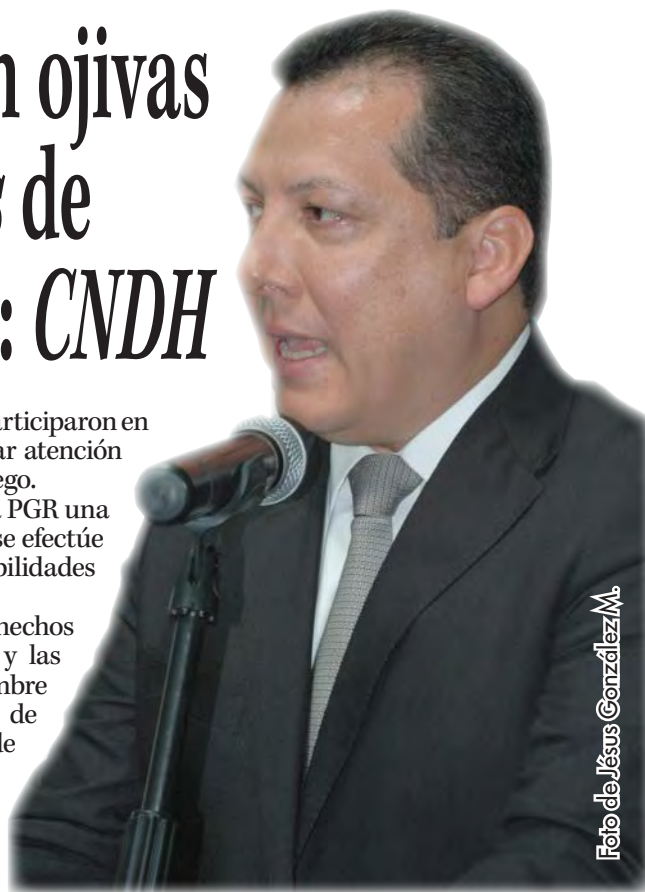 n ojivas
s de
: CNDH
articiparon en
ar atención
ego.
a PGR una
se efectúe
bilidades
hechos
y las
mbre
de
le
Foto de Jésus González M.